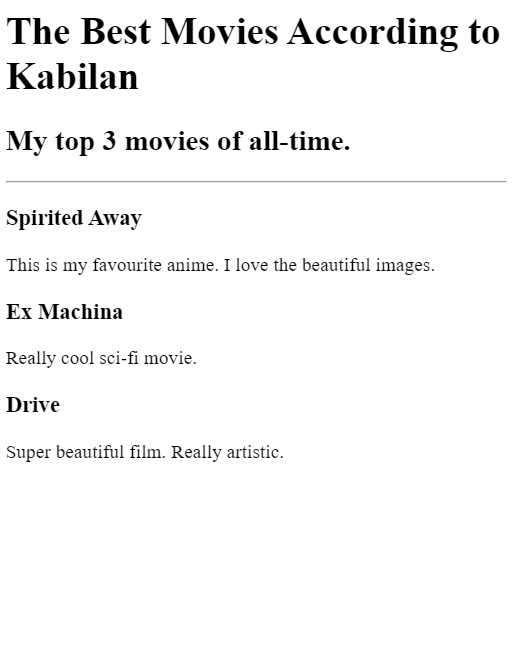 The Best Movies According to
Kabilan
My top 3 movies of all-time.
Spirited Away
This is my favourite anime. I love the beautiful images.
Ex Machina
Really cool sci-fi movie.
Drive
Super beautiful film. Really artistic.